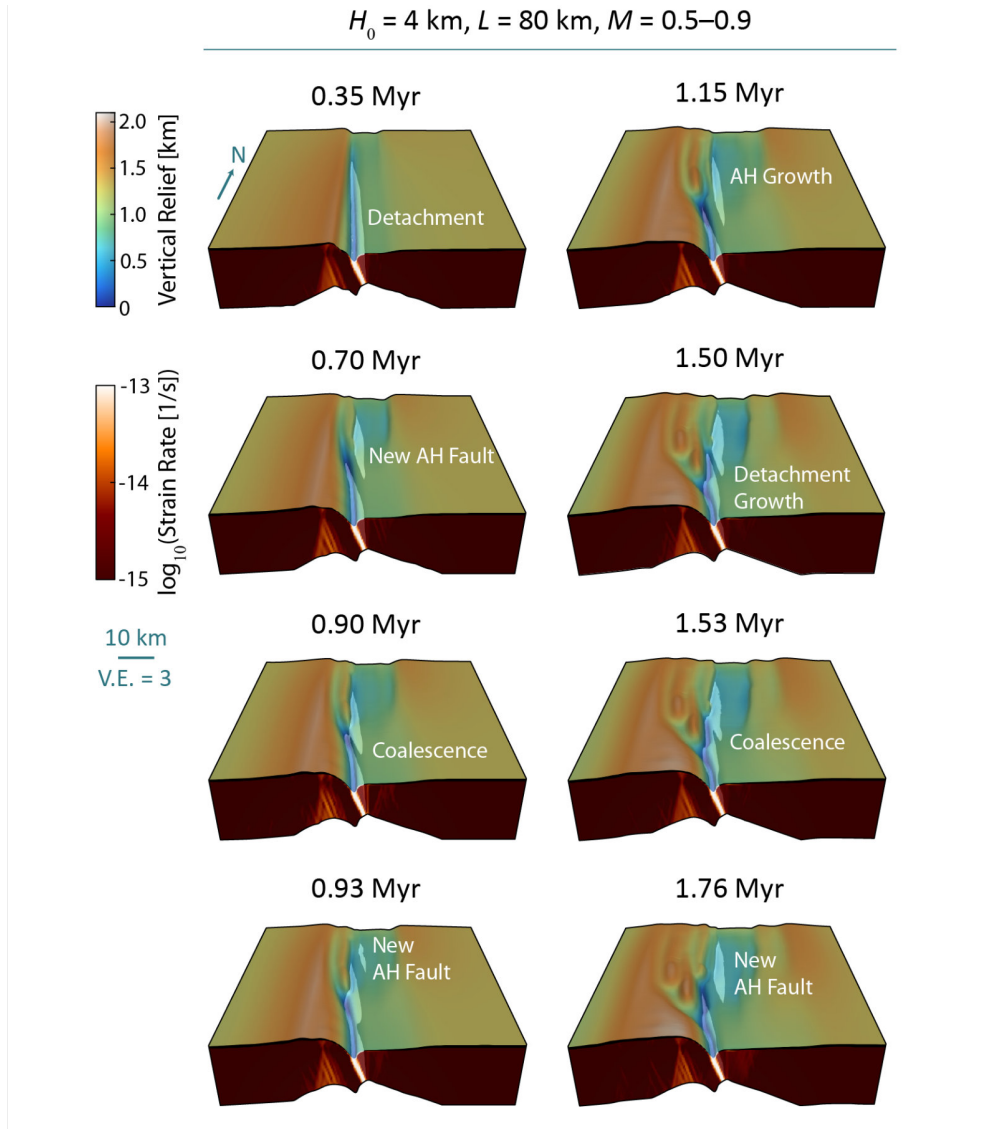 H₀ = 4 km, L = 80 km, M = 0.5–0.9
0.35 Myr
1.15 Myr
2.0
1.5
1.0
0.5
0
Vertical Relief [km]
N
Detachment
AH Growth
0.70 Myr
1.50 Myr
-13
-14
-15
log₁₀(Strain Rate [1/s])
New AH Fault
Detachment
Growth
0.90 Myr
1.53 Myr
10 km
V.E. = 3
Coalescence
Coalescence
0.93 Myr
1.76 Myr
New
AH Fault
New
AH Fault